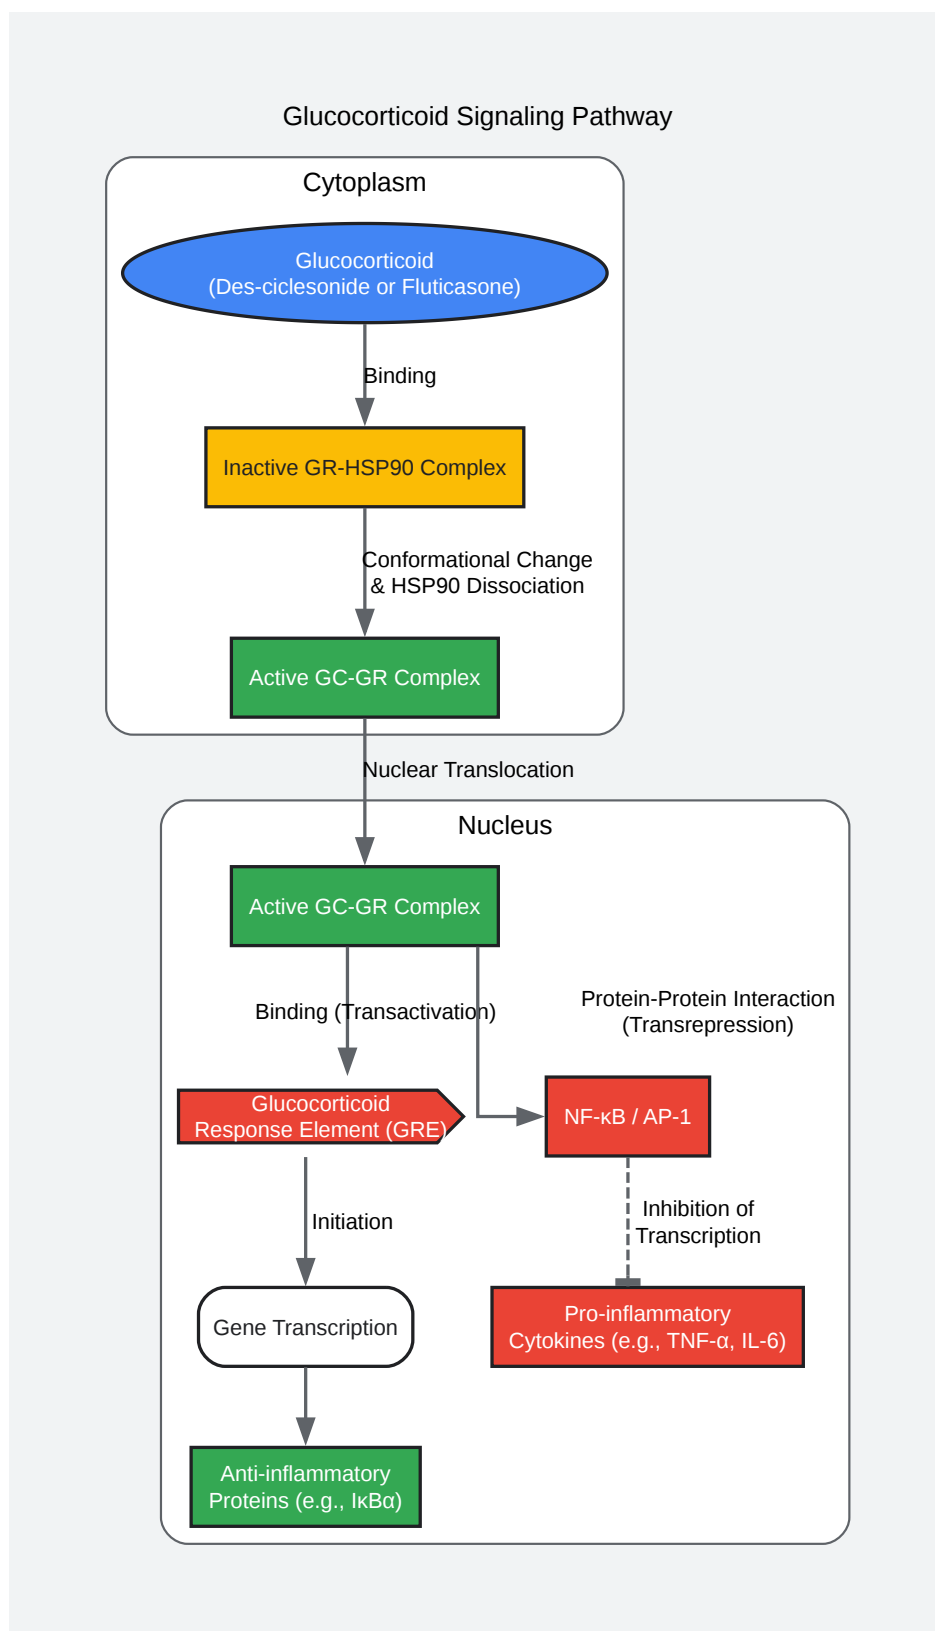 Glucocorticoid Signaling Pathway
Cytoplasm
Glucocorticoid
(Des-ciclesonide or Fluticasone)
Binding
Inactive GR-HSP90 Complex
Conformational Change
& HSP90 Dissociation
Active GC-GR Complex
Nuclear Translocation
Nucleus
Active GC-GR Complex
Binding (Transactivation)
Protein-Protein Interaction
(Transrepression)
Glucocorticoid
Response Element (GRE)
NF-κB / AP-1
Initiation
Inhibition of
Transcription
Gene Transcription
Pro-inflammatory
Cytokines (e.g., TNF-α, IL-6)
Anti-inflammatory
Proteins (e.g., IκBα)